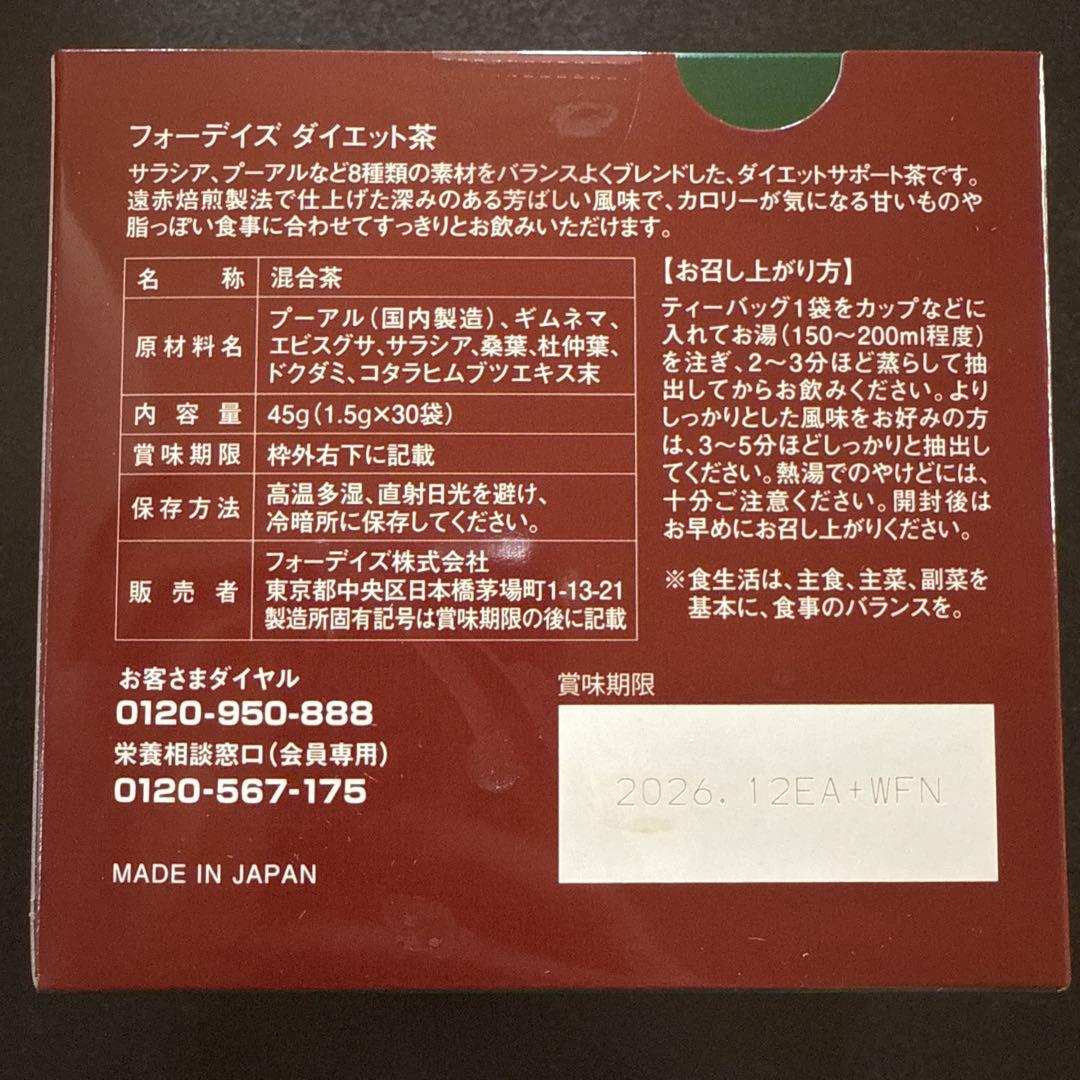 フォーデイズ ダイエット茶
サラシア、プーアルなど8種類の素材をバランスよくブレンドした、ダイエットサポート茶です。
遠赤焙煎製法で仕上げた深みのある芳ばしい風味で、カロリーが気になる甘いものや
脂っぽい食事に合わせてすっきりとお飲みいただけます。
名称 混合茶
原材料名 プーアル(国内製造)、ギムネマ、
エビスグサ、サラシア、桑葉、杜仲葉、
ドクダミ、コタラヒムブツエキス末
内容量 45g(1.5g×30袋)
賞味期限 枠外右下に記載
保存方法 高温多湿、直射日光を避け、
冷暗所に保存してください。
販売者 フォーデイズ株式会社
東京都中央区日本橋茅場町1-13-21
製造所固有記号は賞味期限の後に記載
【お召し上がり方】
ティーバッグ1袋をカップなどに
入れてお湯(150〜200ml程度)
を注ぎ、2〜3分ほど蒸らして抽
出してからお飲みください。より
しっかりとした風味をお好みの方
は、3〜5分ほどしっかりと抽出し
てください。熱湯でのやけどには、
十分ご注意ください。開封後は
お早めにお召し上がりください。
※食生活は、主食、主菜、副菜を
基本に、食事のバランスを。
お客さまダイヤル
0120-950-888
栄養相談窓口(会員専用)
0120-567-175
MADE IN JAPAN
賞味期限
2026.12EA+WFN